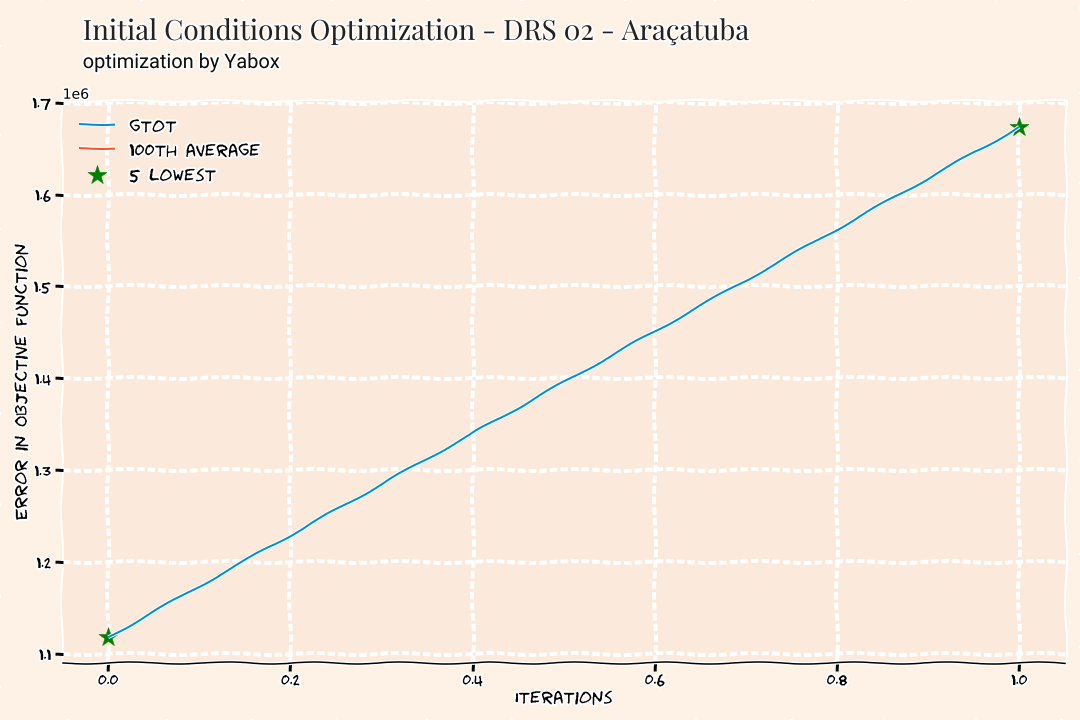 Initial Conditions Optimization - DRS 02 - Araçatuba
optimization by Yabox
1e6
1.7
1.6
1.5
1.4
1.3
1.2
1.1
GTOT
100TH AVERAGE
5 LOWEST
ERROR IN OBJECTIVE FUNCTION
0.0 0.2 0.4 0.6 0.8 1.0
ITERATIONS